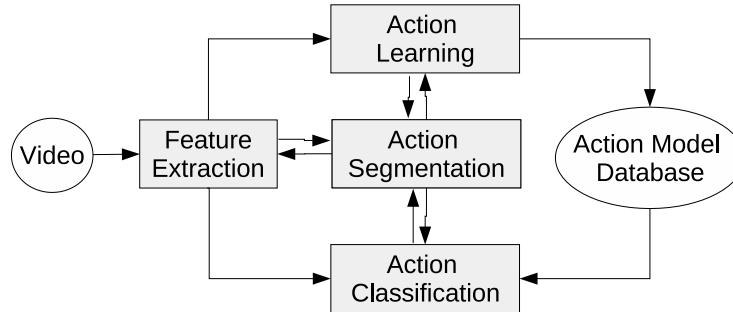 Action
Learning
Video
Feature
Extraction
Action
Segmentation
Action Model
Database
Action
Classification